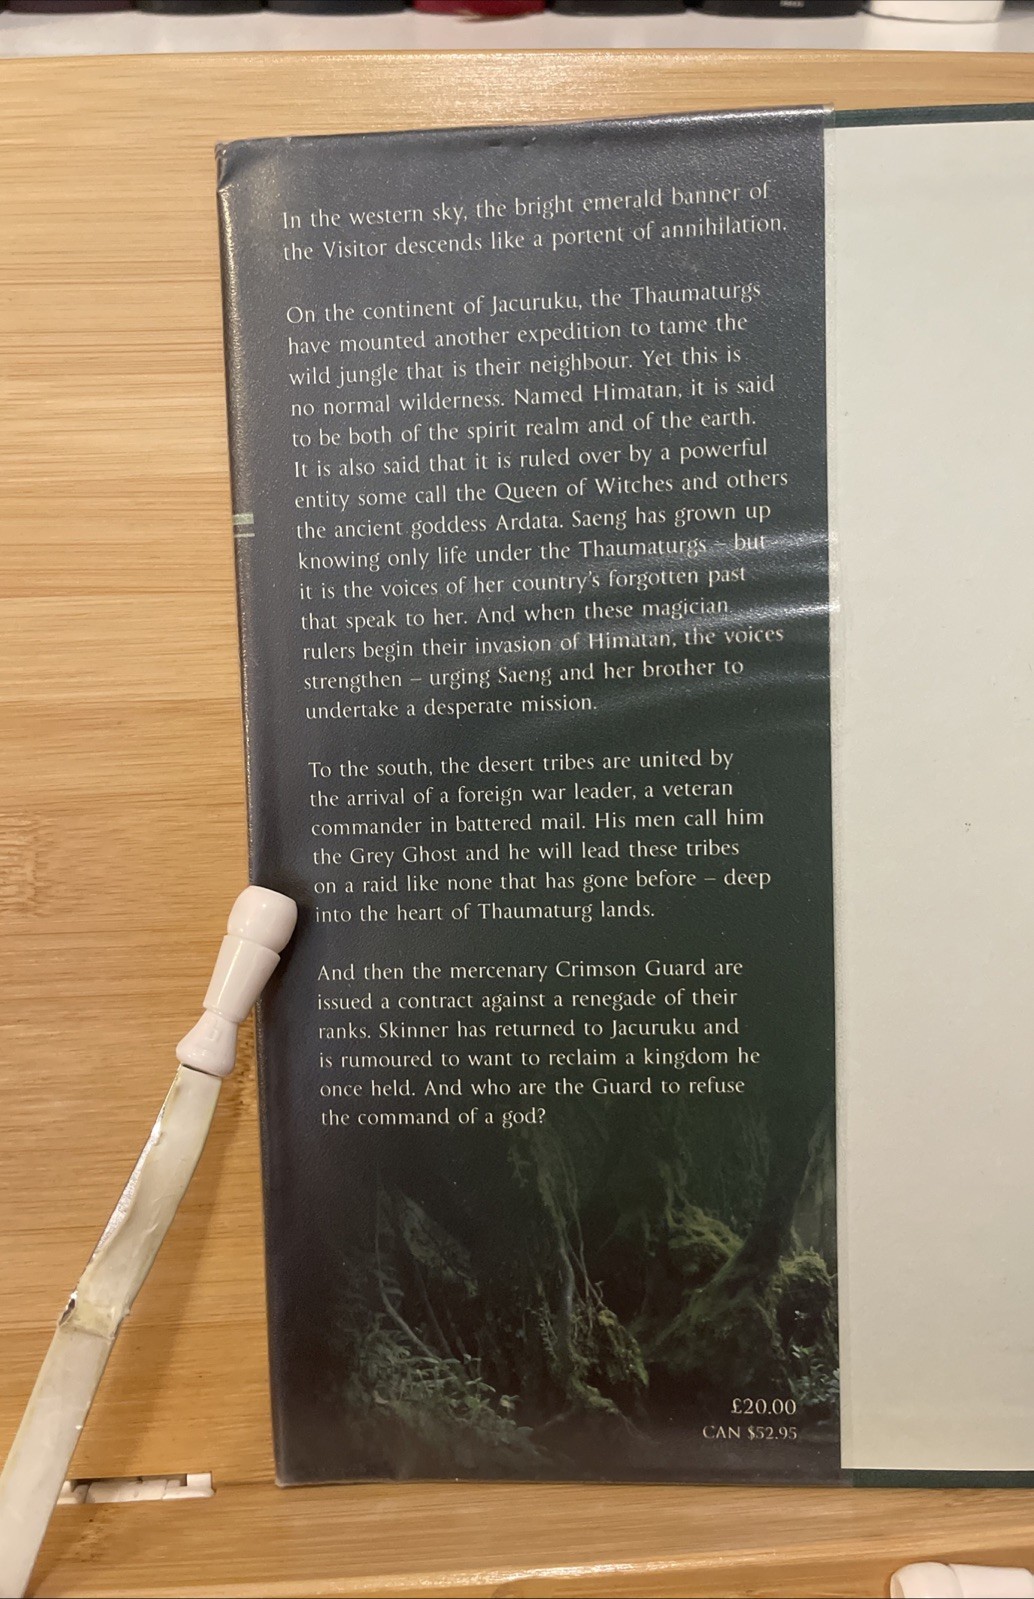 In the western sky, the bright emerald banner of
the Visitor descends like a portent of annihilation.
On the continent of Jacuruku, the Thaumaturgs
have mounted another expedition to tame the
wild jungle that is their neighbour. Yet this is
no normal wilderness. Named Himatan, it is said
to be both of the spirit realm and of the earth.
It is also said that it is ruled over by a powerful
entity some call the Queen of Witches and others
the ancient goddess Ardata. Saeng has grown up
knowing only life under the Thaumaturgs – but
it is the voices of her country's forgotten past
that speak to her. And when these magician
rulers begin their invasion of Himatan, the voices
strengthen – urging Saeng and her brother to
undertake a desperate mission.
To the south, the desert tribes are united by
the arrival of a foreign war leader, a veteran
commander in battered mail. His men call him
the Grey Ghost and he will lead these tribes
on a raid like none that has gone before – deep
into the heart of Thaumaturg lands.
And then the mercenary Crimson Guard are
issued a contract against a renegade of their
ranks. Skinner has returned to Jacuruku and
is rumoured to want to reclaim a kingdom he
once held. And who are the Guard to refuse
the command of a god?
£20.00
CAN $52.95